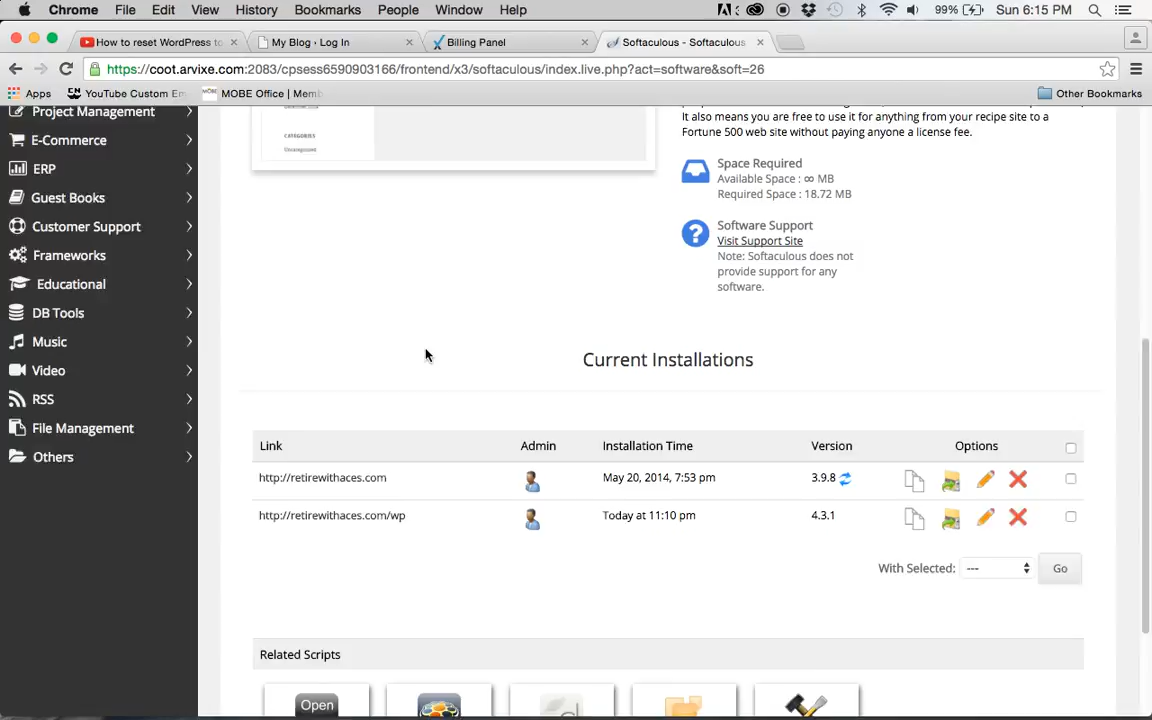 Chrome File Edit View History Bookmarks People Window Help 99% Sun 6:15 PM
How to reset WordPress to My Blog › Log In Billing Panel Softaculous - Softaculous
https://coot.arvixe.com:2083/cpsess6590903166/frontend/x3/softaculous/index.live.php?act=software&soft=26
Apps YouTube Custom Em MOBE Office | Memb Other Bookmarks
Project Management
E-Commerce
ERP
Guest Books
Customer Support
Frameworks
Educational
DB Tools
Music
Video
RSS
File Management
Others
CATEGORIES
Uncategorized
It also means you are free to use it for anything from your recipe site to a
Fortune 500 web site without paying anyone a license fee.
Space Required
Available Space : ∞ MB
Required Space : 18.72 MB
Software Support
Visit Support Site
Note: Softaculous does not
provide support for any
software.
Current Installations
Link Admin Installation Time Version Options
http://retirewithaces.com May 20, 2014, 7:53 pm 3.9.8
http://retirewithaces.com/wp Today at 11:10 pm 4.3.1
With Selected: --- Go
Related Scripts
Open